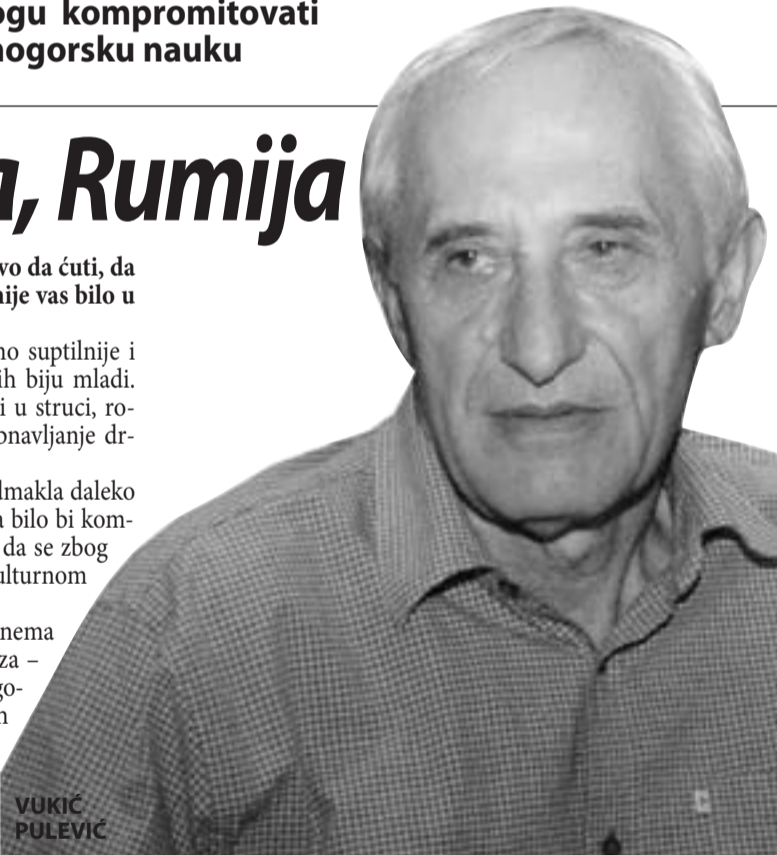 ogu kompromitovati
nogorsku nauku
a, Rumija
vo da ćuti, da
nije vas bilo u
no suptilnije i
ih biju mladi.
i u struci, ro-
onavljanje dr-
dmakla daleko
a bilo bi kom-
da se zbog
ulturnom
nema
za –
go-
m
VUKIĆ
PULEVIĆ